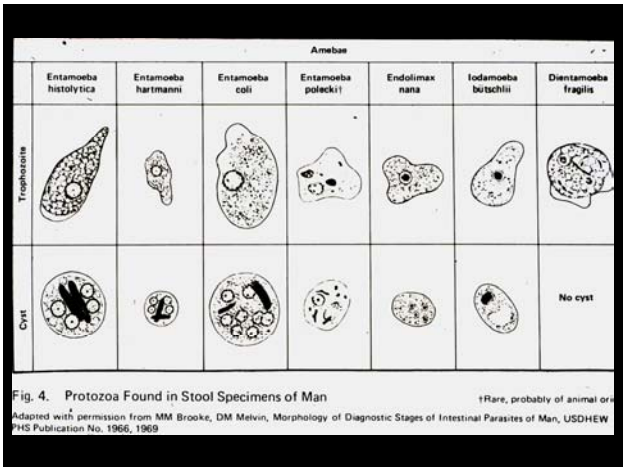 Amebae
Entamoeba histolytica
Entamoeba hartmanni
Entamoeba coli
Entamoeba polecki†
Endolimax nana
Iodamoeba bütschlii
Dientamoeba fragilis
Trophozoite
Cyst
No cyst
Fig. 4. Protozoa Found in Stool Specimens of Man
†Rare, probably of animal ori
Adapted with permission from MM Brooke, DM Melvin, Morphology of Diagnostic Stages of Intestinal Parasites of Man, USDHEW
PHS Publication No. 1966, 1969